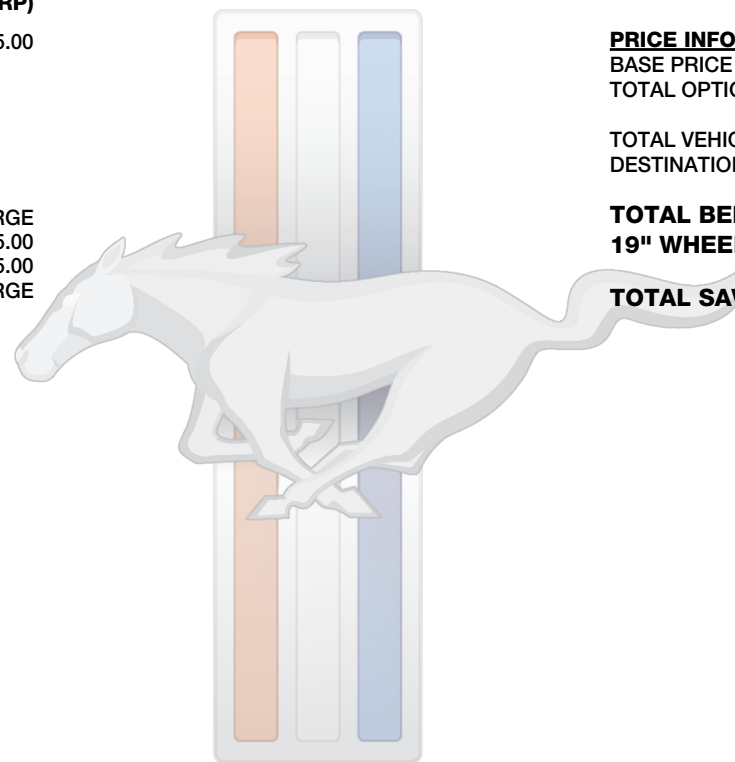 RP)
5.00
RGE
5.00
5.00
RGE
PRICE INFO
BASE PRICE
TOTAL OPTIO
TOTAL VEHIC
DESTINATION
TOTAL BE
19" WHEE
TOTAL SAV